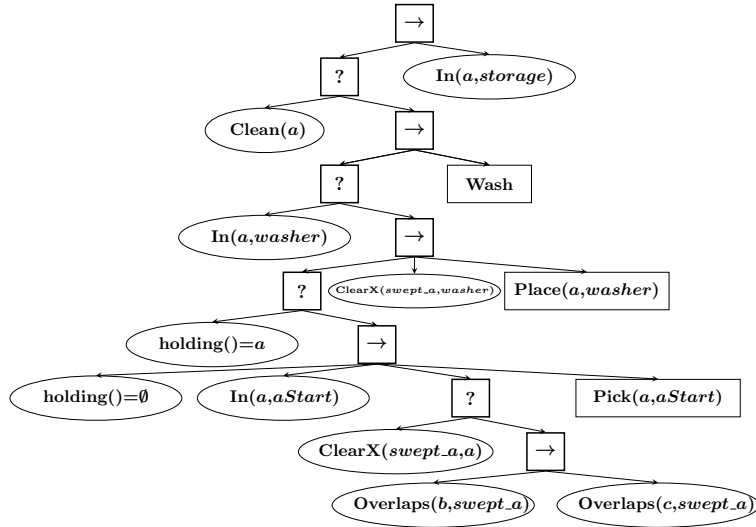 →
?
In(a,storage)
Clean(a)
→
?
Wash
In(a,washer)
→
?
ClearX(swept_a,washer)
Place(a,washer)
holding()=a
→
holding()=∅
In(a,aStart)
?
Pick(a,aStart)
ClearX(swept_a,a)
→
Overlaps(b,swept_a)
Overlaps(c,swept_a)